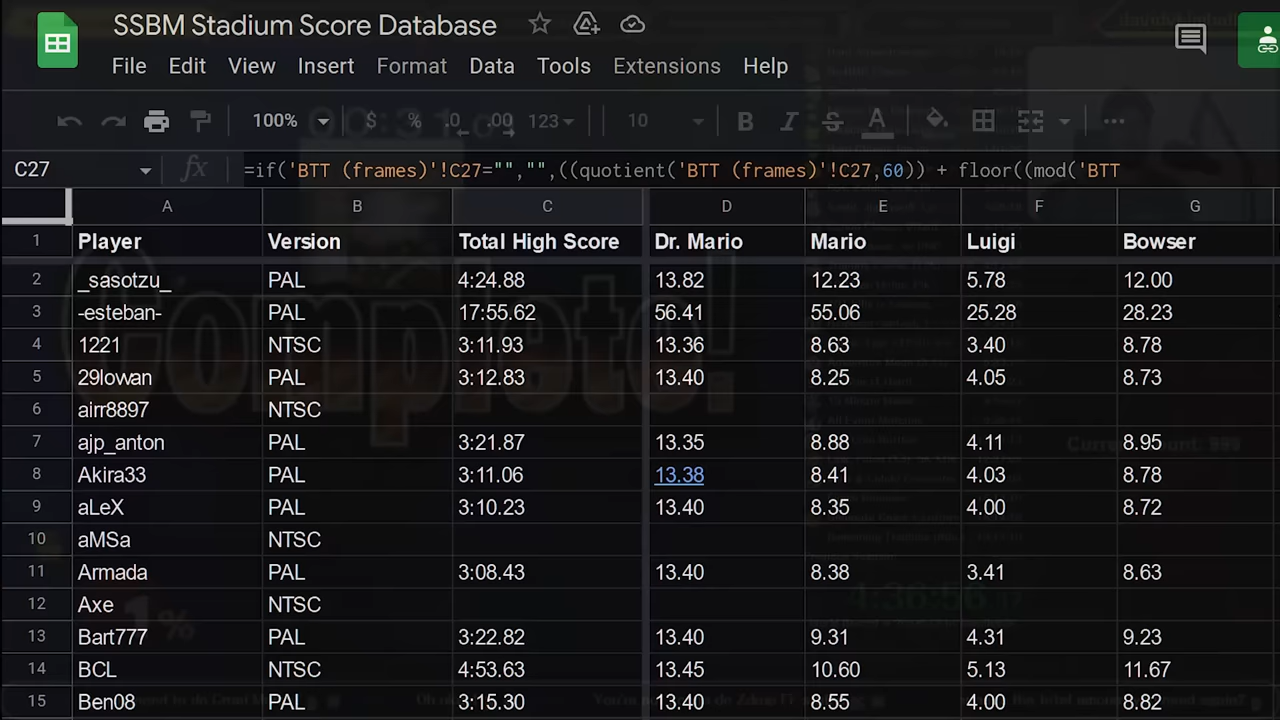 SSBM Stadium Score Database
File Edit View Insert Format Data Tools Extensions Help
100% $ % .0 .00 123 10 B I S A
C27 fx =if('BTT (frames)'!C27="","",((quotient('BTT (frames)'!C27,60)) + floor((mod('BTT
A B C D E F G
1 Player Version Total High Score Dr. Mario Mario Luigi Bowser
2 _sasotzu_ PAL 4:24.88 13.82 12.23 5.78 12.00
3 -esteban- PAL 17:55.62 56.41 55.06 25.28 28.23
4 1221 NTSC 3:11.93 13.36 8.63 3.40 8.78
5 29lowan PAL 3:12.83 13.40 8.25 4.05 8.73
6 airr8897 NTSC
7 ajp_anton PAL 3:21.87 13.35 8.88 4.11 8.95
8 Akira33 PAL 3:11.06 13.38 8.41 4.03 8.78
9 aLeX PAL 3:10.23 13.40 8.35 4.00 8.72
10 aMSa NTSC
11 Armada PAL 3:08.43 13.40 8.38 3.41 8.63
12 Axe NTSC
13 Bart777 PAL 3:22.82 13.40 9.31 4.31 9.23
14 BCL NTSC 4:53.63 13.45 10.60 5.13 11.67
15 Ben08 PAL 3:15.30 13.40 8.55 4.00 8.82
Complete!
4:36:56
1%